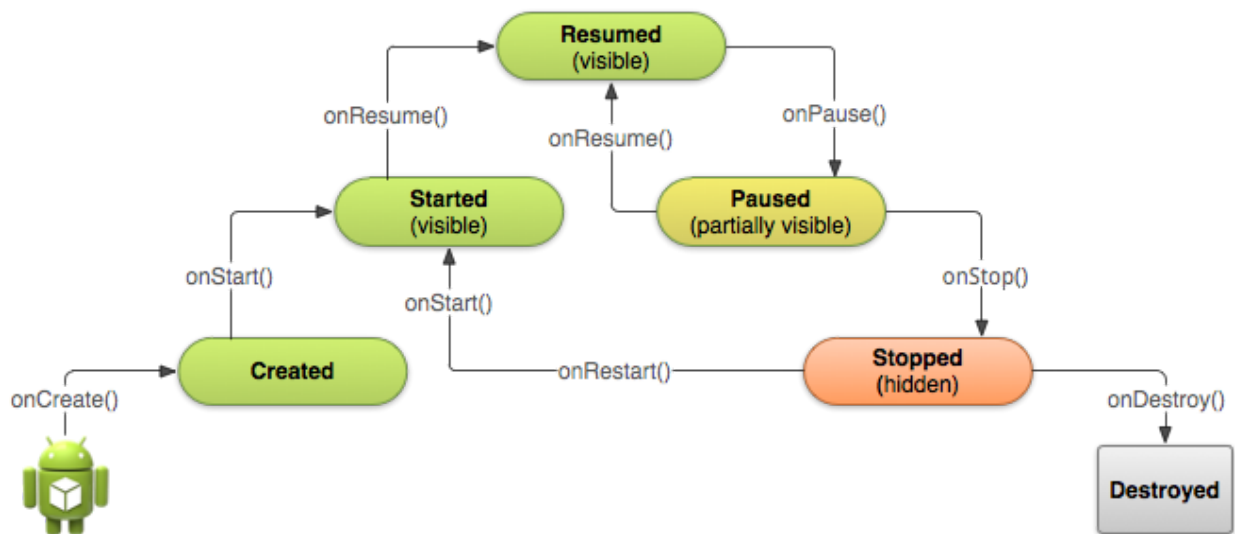 Resumed
(visible)
onResume()
onResume()
onPause()
Started
(visible)
Paused
(partially visible)
onStart()
onStart()
onStop()
Created
onRestart()
Stopped
(hidden)
onCreate()
onDestroy()
Destroyed